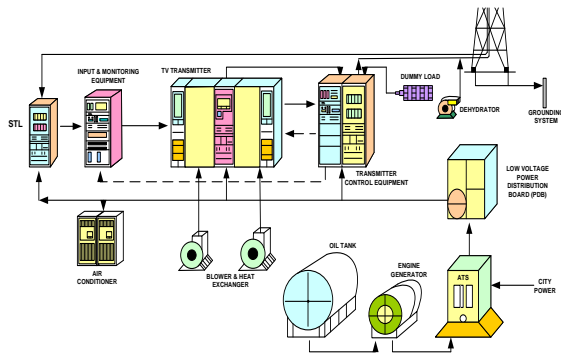 INPUT & MONITORING
EQUIPMENT
TV TRANSMITTER
DUMMY LOAD
DEHYDRATOR
GROUNDING
SYSTEM
STL
TRANSMITTER
CONTROL EQUIPMENT
LOW VOLTAGE
POWER
DISTRIBUTION
BOARD (PDB)
AIR
CONDITIONER
BLOWER & HEAT
EXCHANGER
OIL TANK
ENGINE
GENERATOR
ATS
CITY
POWER